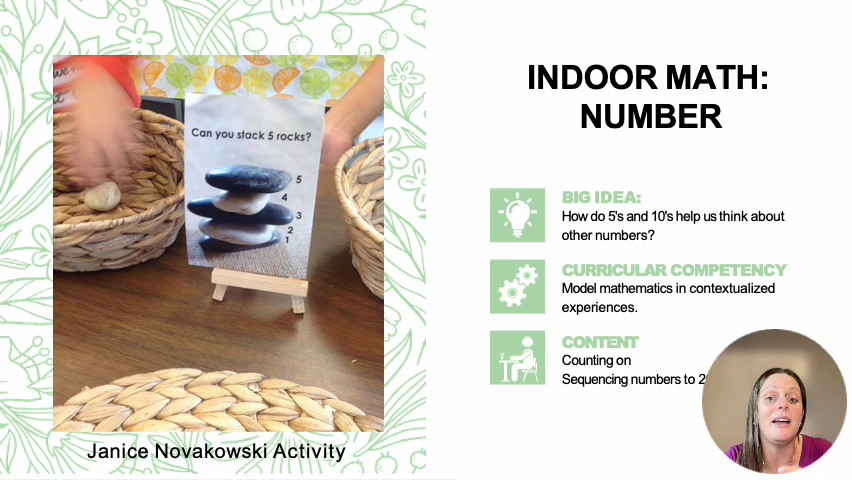 INDOOR MATH:
NUMBER
Can you stack 5 rocks?
5
4
3
2
1
BIG IDEA:
How do 5's and 10's help us think about
other numbers?
CURRICULAR COMPETENCY
Model mathematics in contextualized
experiences.
CONTENT
Counting on
Sequencing numbers to
Janice Novakowski Activity